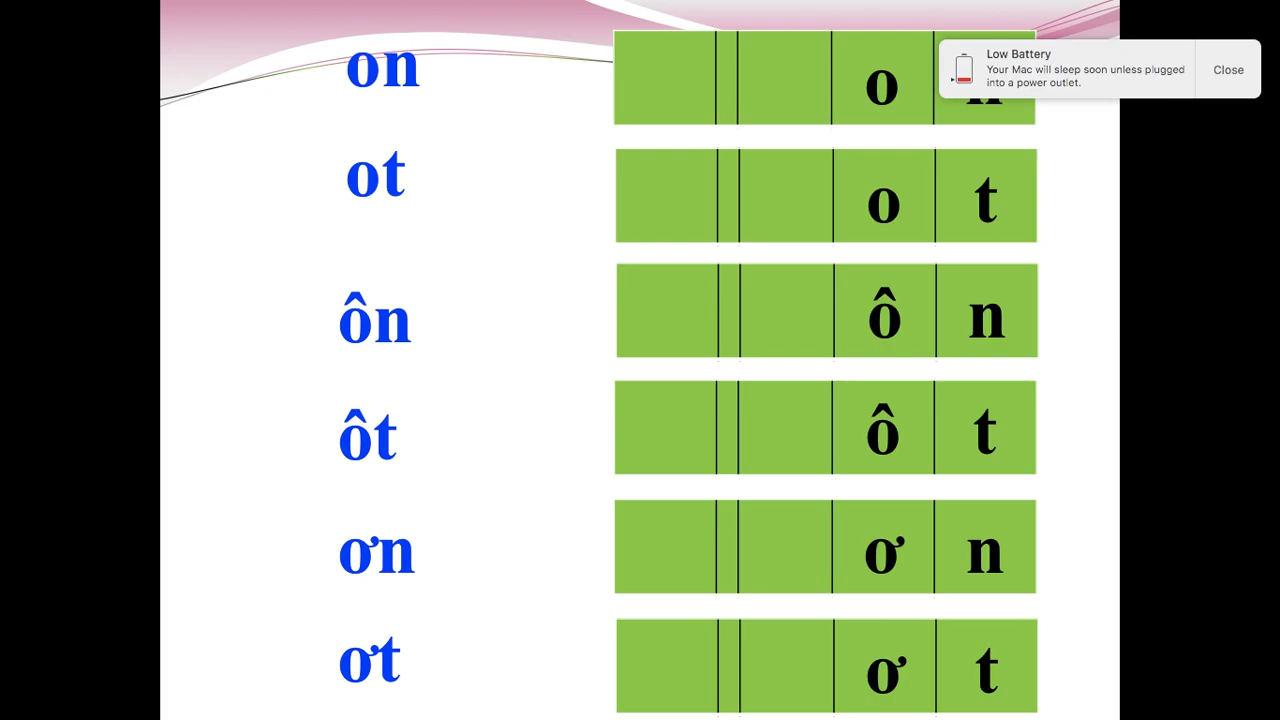 on
o
Low Battery
Your Mac will sleep soon unless plugged
into a power outlet.
Close
ot
o t
ôn
ô n
ôt
ô t
ơn
ơ n
ơt
ơ t